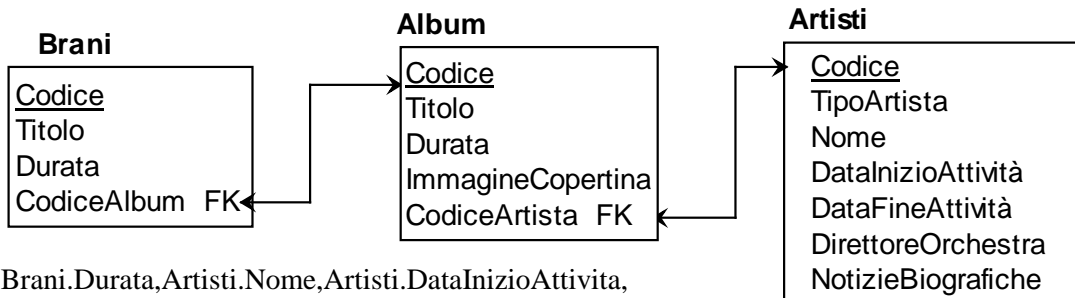 Brani
Codice
Titolo
Durata
CodiceAlbum FK
Album
Codice
Titolo
Durata
ImmagineCopertina
CodiceArtista FK
Artisti
Codice
TipoArtista
Nome
DataInizioAttività
DataFineAttività
DirettoreOrchestra
NotizieBiografiche
Brani.Durata,Artisti.Nome,Artisti.DataInizioAttivita,